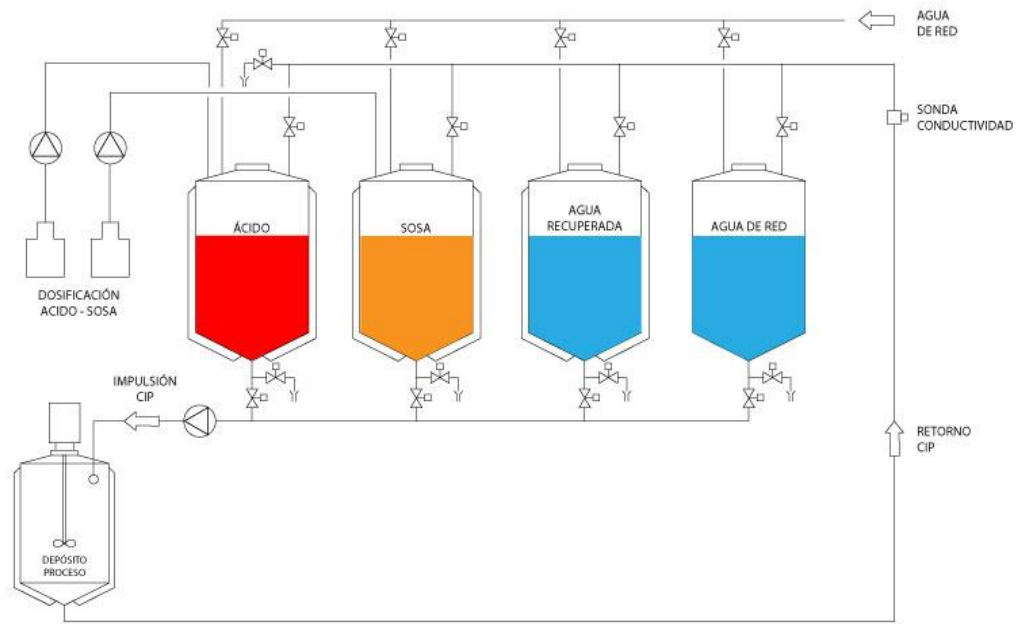 AGUA
DE RED
SONDA
CONDUCTIVIDAD
ÁCIDO
SOSA
AGUA
RECUPERADA
AGUA DE RED
DOSIFICACIÓN
ACIDO - SOSA
IMPULSIÓN
CIP
RETORNO
CIP
DEPÓSITO
PROCESO